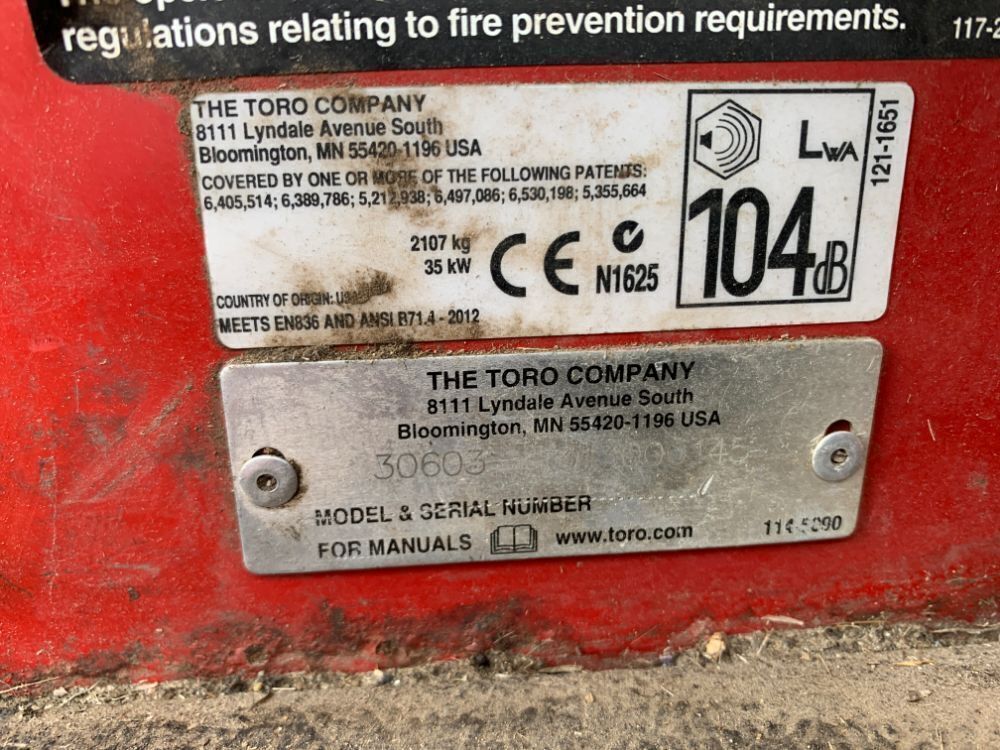 regulations relating to fire prevention requirements.
THE TORO COMPANY
8111 Lyndale Avenue South
Bloomington, MN 55420-1196 USA
COVERED BY ONE OR MORE OF THE FOLLOWING PATENTS:
6,405,514; 6,389,786; 5,212,938; 6,497,086; 6,530,198; 5,355,664
2107 kg
35 kW
CE
N1625
LWA
104 dB
121-1651
COUNTRY OF ORIGIN: USA
MEETS EN836 AND ANSI B71.4 - 2012
THE TORO COMPANY
8111 Lyndale Avenue South
Bloomington, MN 55420-1196 USA
30603
MODEL & SERIAL NUMBER
FOR MANUALS www.toro.com